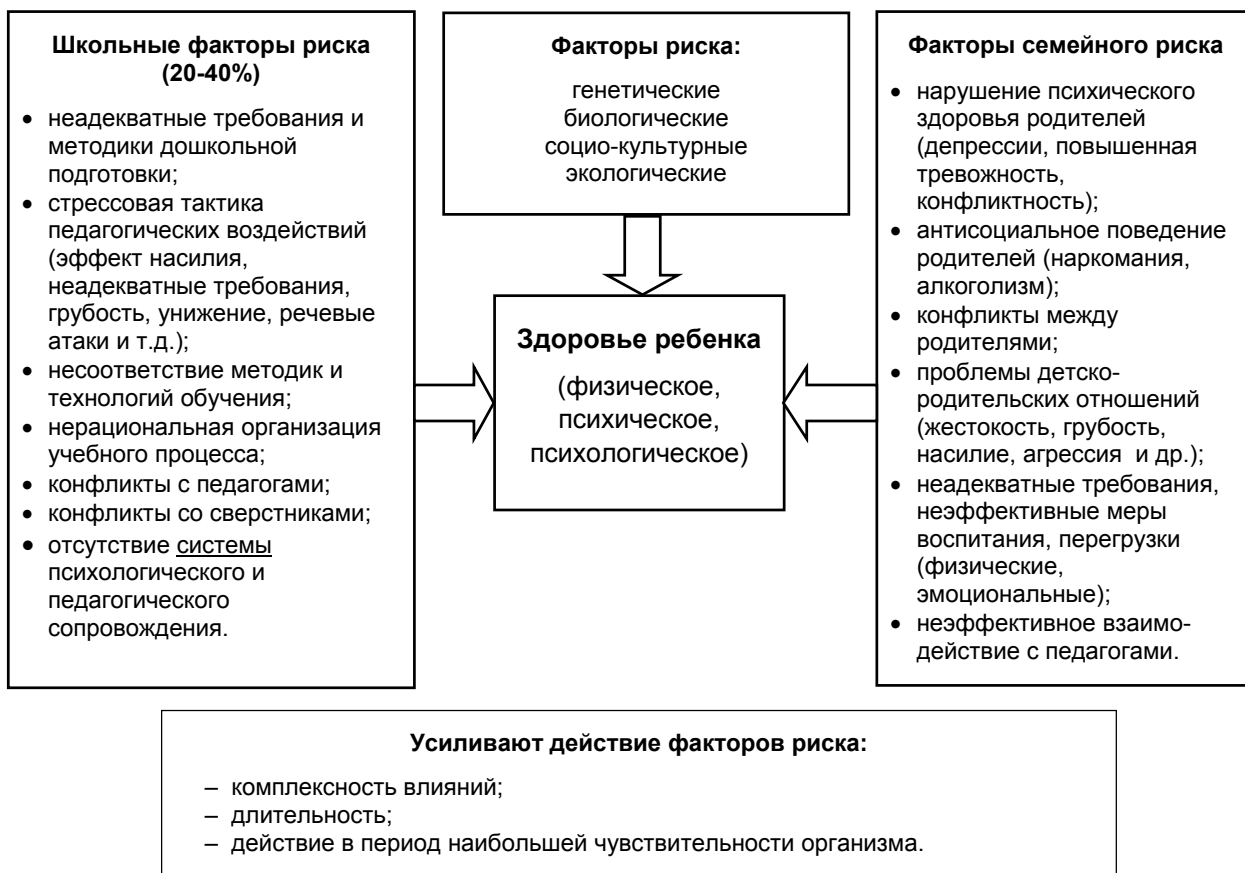 Школьные факторы риска
(20-40%)
• неадекватные требования и
методики дошкольной
подготовки;
• стрессовая тактика
педагогических воздействий
(эффект насилия,
неадекватные требования,
грубость, унижение, речевые
атаки и т.д.);
• несоответствие методик и
технологий обучения;
• нерациональная организация
учебного процесса;
• конфликты с педагогами;
• конфликты со сверстниками;
• отсутствие системы
психологического и
педагогического
сопровождения.
Факторы риска:
генетические
биологические
социо-культурные
экологические
Здоровье ребенка
(физическое,
психическое,
психологическое)
Факторы семейного риска
• нарушение психического
здоровья родителей
(депрессии, повышенная
тревожность,
конфликтность);
• антисоциальное поведение
родителей (наркомания,
алкоголизм);
• конфликты между
родителями;
• проблемы детско-
родительских отношений
(жестокость, грубость,
насилие, агрессия и др.);
• неадекватные требования,
неэффективные меры
воспитания, перегрузки
(физические,
эмоциональные);
• неэффективное взаимо-
действие с педагогами.
Усиливают действие факторов риска:
– комплексность влияний;
– длительность;
– действие в период наибольшей чувствительности организма.